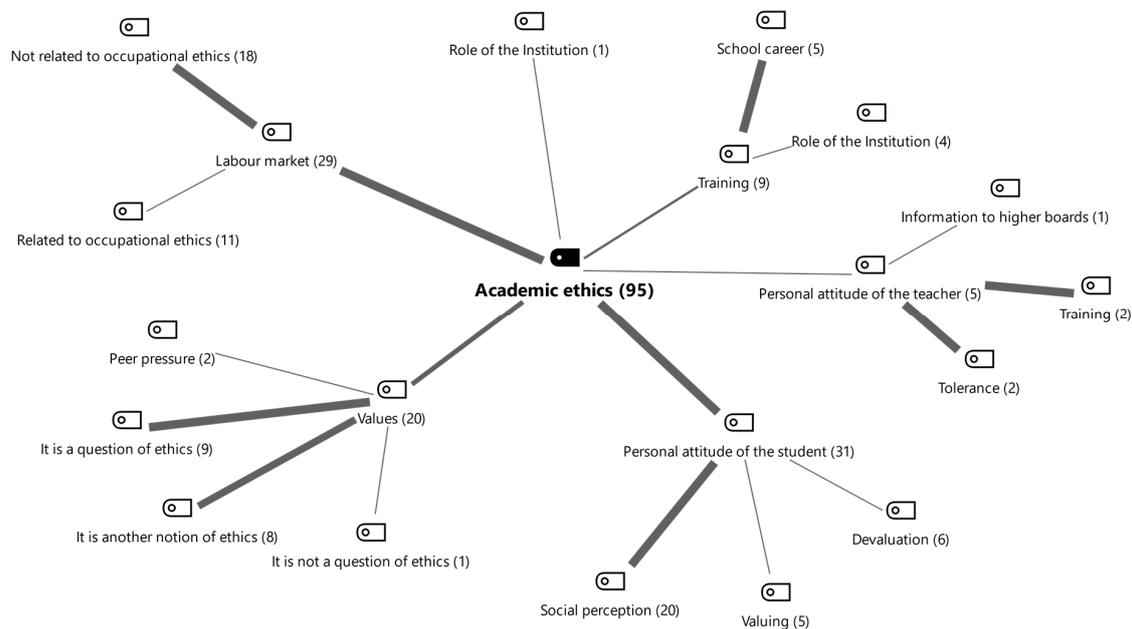 Role of the Institution (1)
School career (5)
Not related to occupational ethics (18)
Role of the Institution (4)
Labour market (29)
Training (9)
Information to higher boards (1)
Related to occupational ethics (11)
Academic ethics (95)
Personal attitude of the teacher (5)
Training (2)
Peer pressure (2)
Tolerance (2)
Values (20)
It is a question of ethics (9)
Personal attitude of the student (31)
It is another notion of ethics (8)
Devaluation (6)
It is not a question of ethics (1)
Social perception (20)
Valuing (5)